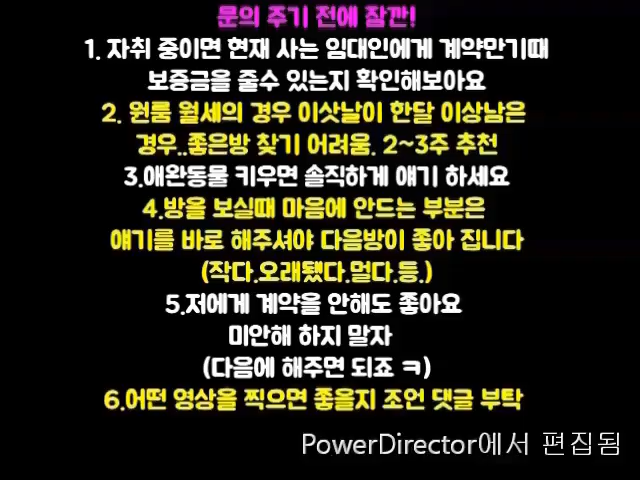 문의 주기 전에 잠깐!
1. 자취 중이면 현재 사는 임대인에게 계약만기때
보증금을 줄수 있는지 확인해보아요
2. 원룸 월세의 경우 이삿날이 한달 이상남은
경우..좋은방 찾기 어려움. 2~3주 추천
3.애완동물 키우면 솔직하게 얘기 하세요
4.방을 보실때 마음에 안드는 부분은
얘기를 바로 해주셔야 다음방이 좋아 집니다
(작다.오래됐다.멀다.등.)
5.저에게 계약을 안해도 좋아요
미안해 하지 말자
(다음에 해주면 되죠 ㅋ)
6.어떤 영상을 찍으면 좋을지 조언 댓글 부탁
PowerDirector에서 편집됨